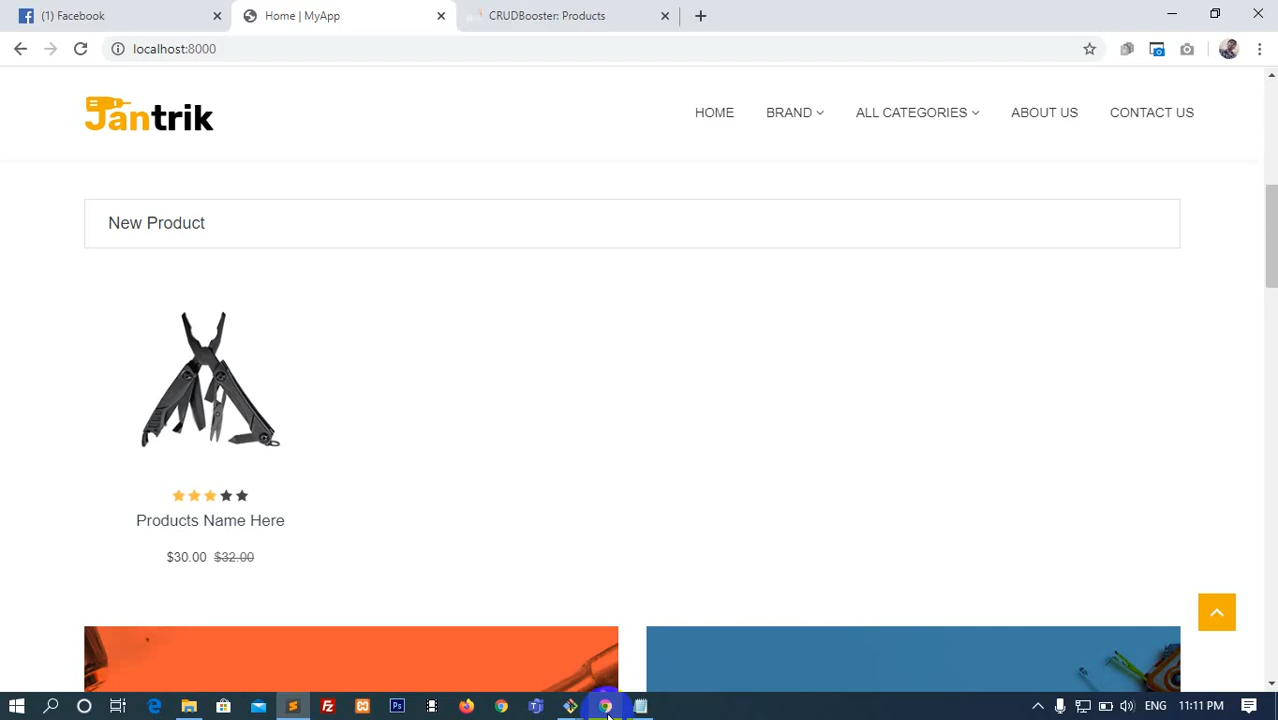 (1) Facebook
Home | MyApp
CRUDBooster: Products
localhost:8000
Jantrik
HOME
BRAND
ALL CATEGORIES
ABOUT US
CONTACT US
New Product
Products Name Here
$30.00 $32.00
ENG
11:11 PM